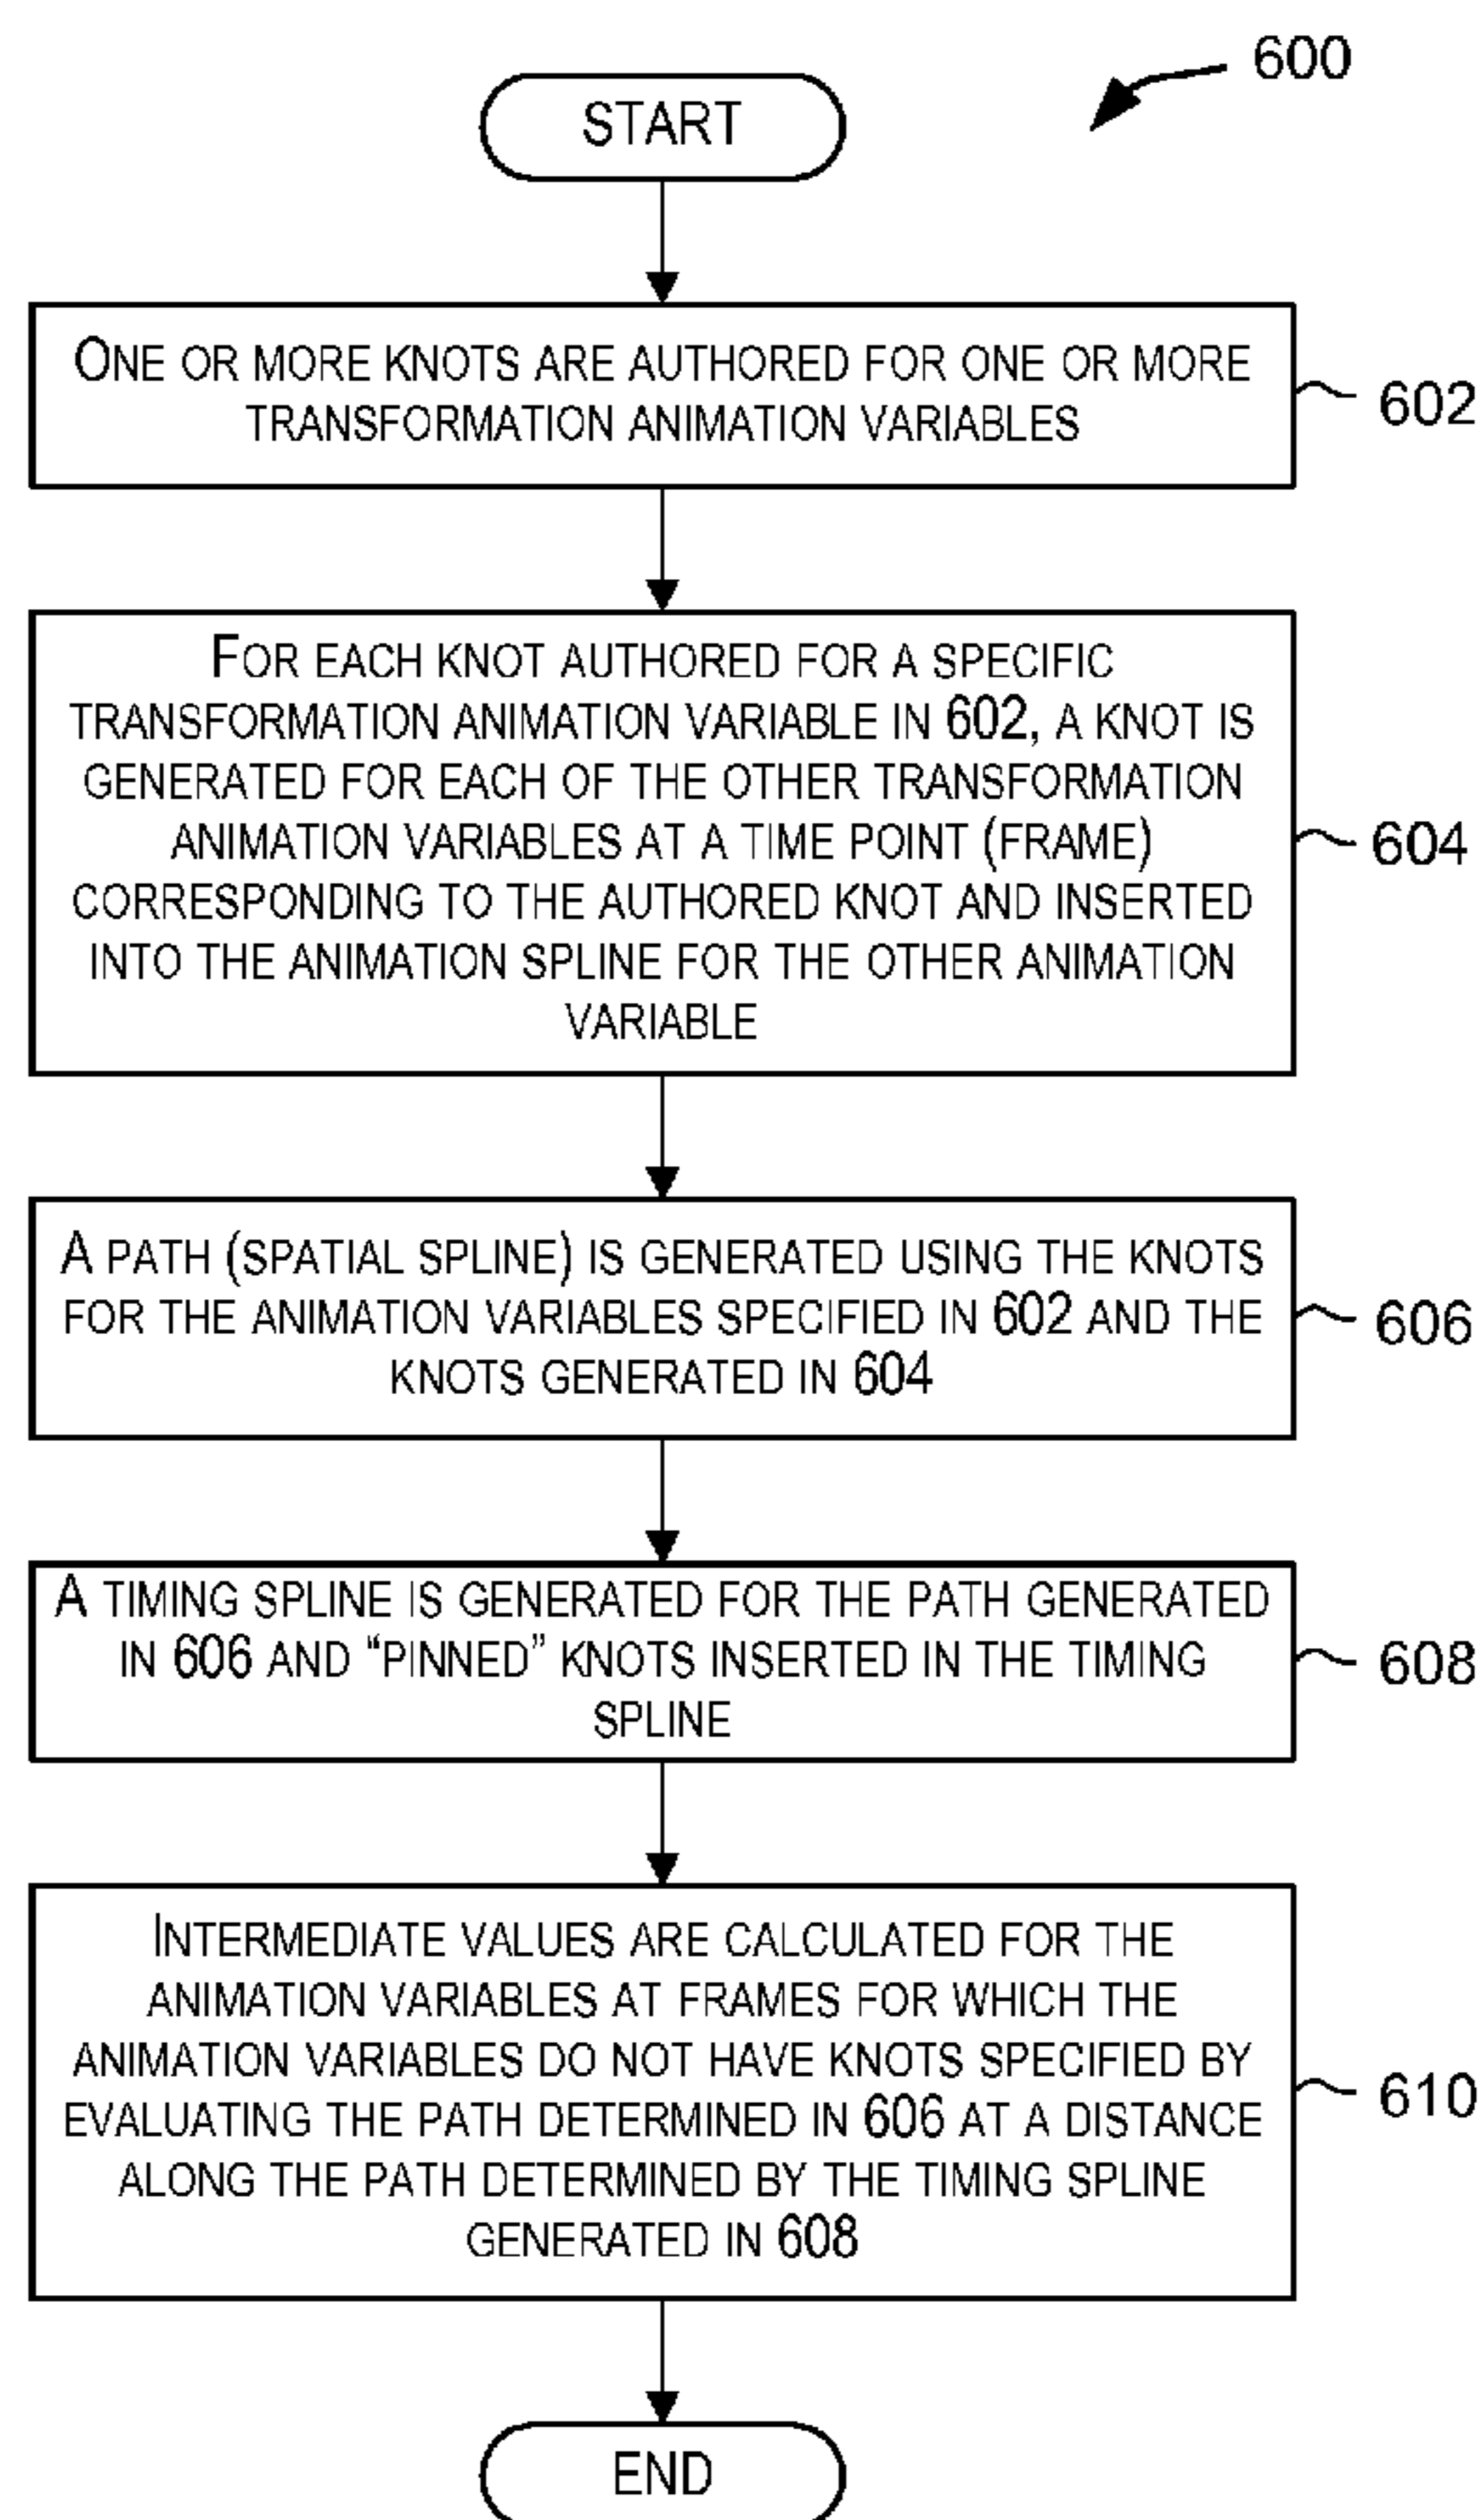 600
START
ONE OR MORE KNOTS ARE AUTHORED FOR ONE OR MORE
TRANSFORMATION ANIMATION VARIABLES
602
FOR EACH KNOT AUTHORED FOR A SPECIFIC
TRANSFORMATION ANIMATION VARIABLE IN 602, A KNOT IS
GENERATED FOR EACH OF THE OTHER TRANSFORMATION
ANIMATION VARIABLES AT A TIME POINT (FRAME)
CORRESPONDING TO THE AUTHORED KNOT AND INSERTED
INTO THE ANIMATION SPLINE FOR THE OTHER ANIMATION
VARIABLE
604
A PATH (SPATIAL SPLINE) IS GENERATED USING THE KNOTS
FOR THE ANIMATION VARIABLES SPECIFIED IN 602 AND THE
KNOTS GENERATED IN 604
606
A TIMING SPLINE IS GENERATED FOR THE PATH GENERATED
IN 606 AND “PINNED” KNOTS INSERTED IN THE TIMING
SPLINE
608
INTERMEDIATE VALUES ARE CALCULATED FOR THE
ANIMATION VARIABLES AT FRAMES FOR WHICH THE
ANIMATION VARIABLES DO NOT HAVE KNOTS SPECIFIED BY
EVALUATING THE PATH DETERMINED IN 606 AT A DISTANCE
ALONG THE PATH DETERMINED BY THE TIMING SPLINE
GENERATED IN 608
610
END